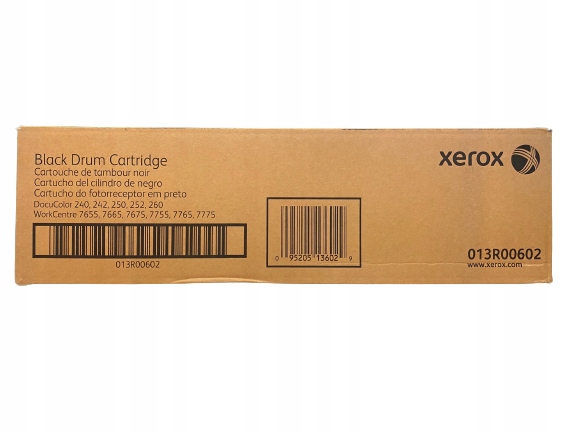 Black Drum Cartridge
Cartouche de tambour noir
Cartucho del cilindro de negro
Cartucho do fotorreceptor em preto
DocuColor 240, 242, 250, 252, 260
WorkCentre 7655, 7665, 7675, 7755, 7765, 7775
013R00602
0 95205 13602 9
xerox
013R00602
www.xerox.com